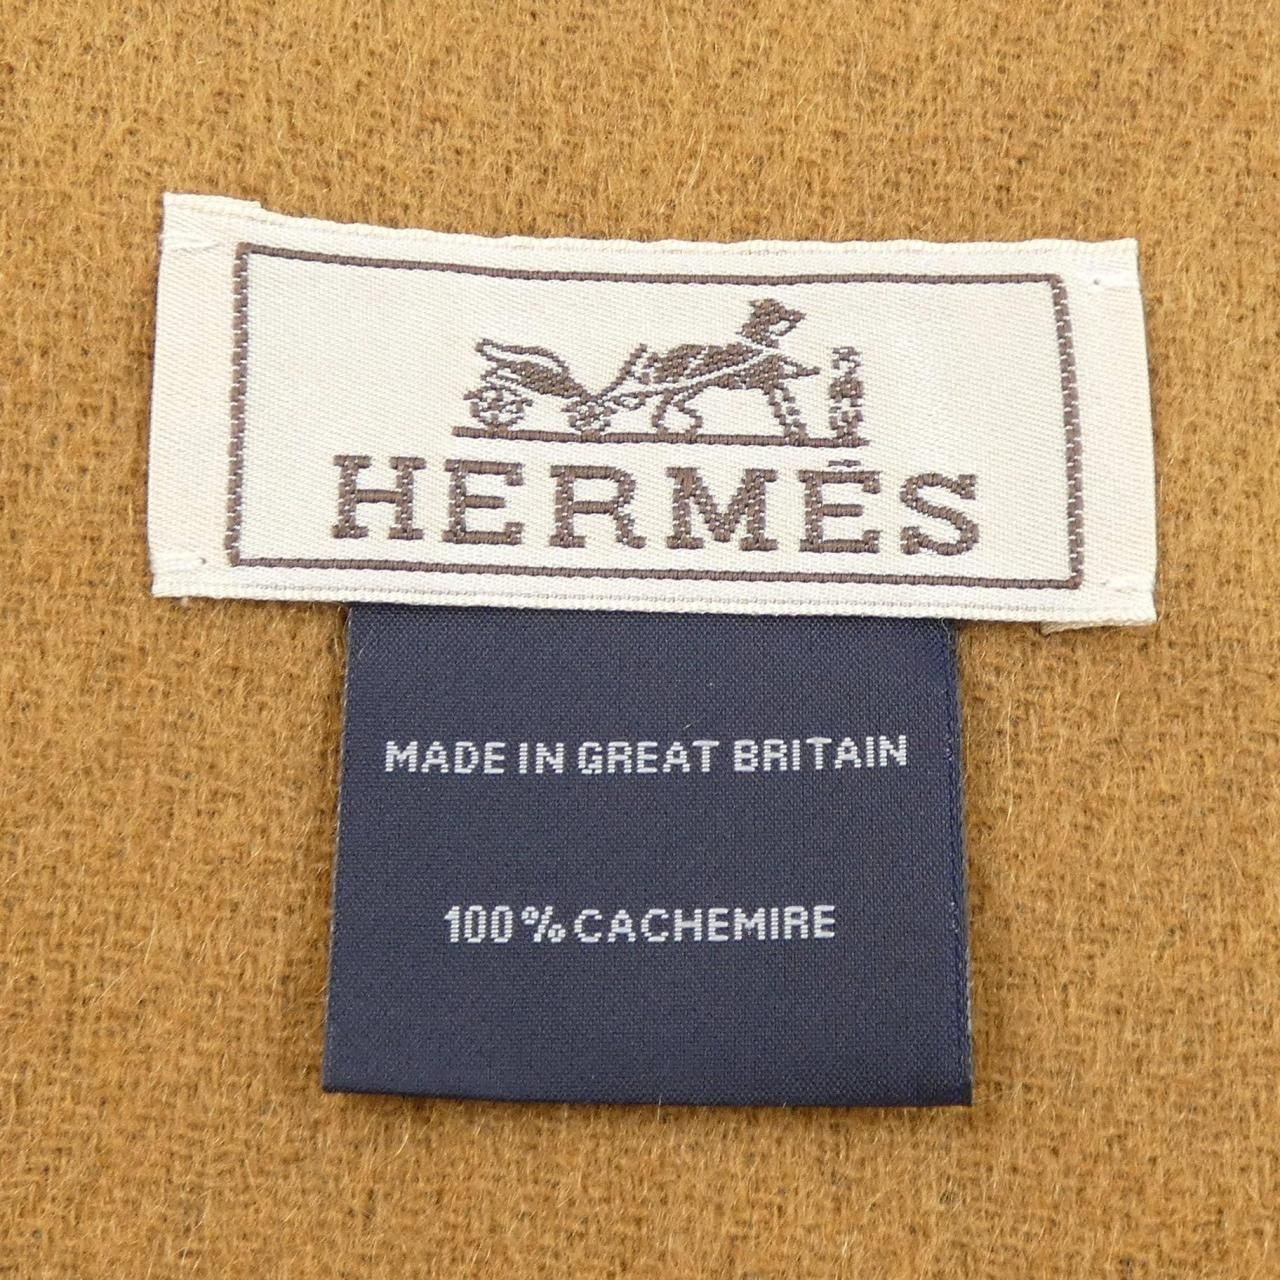 HERMÈS
MADE IN GREAT BRITAIN
100% CACHEMIRE